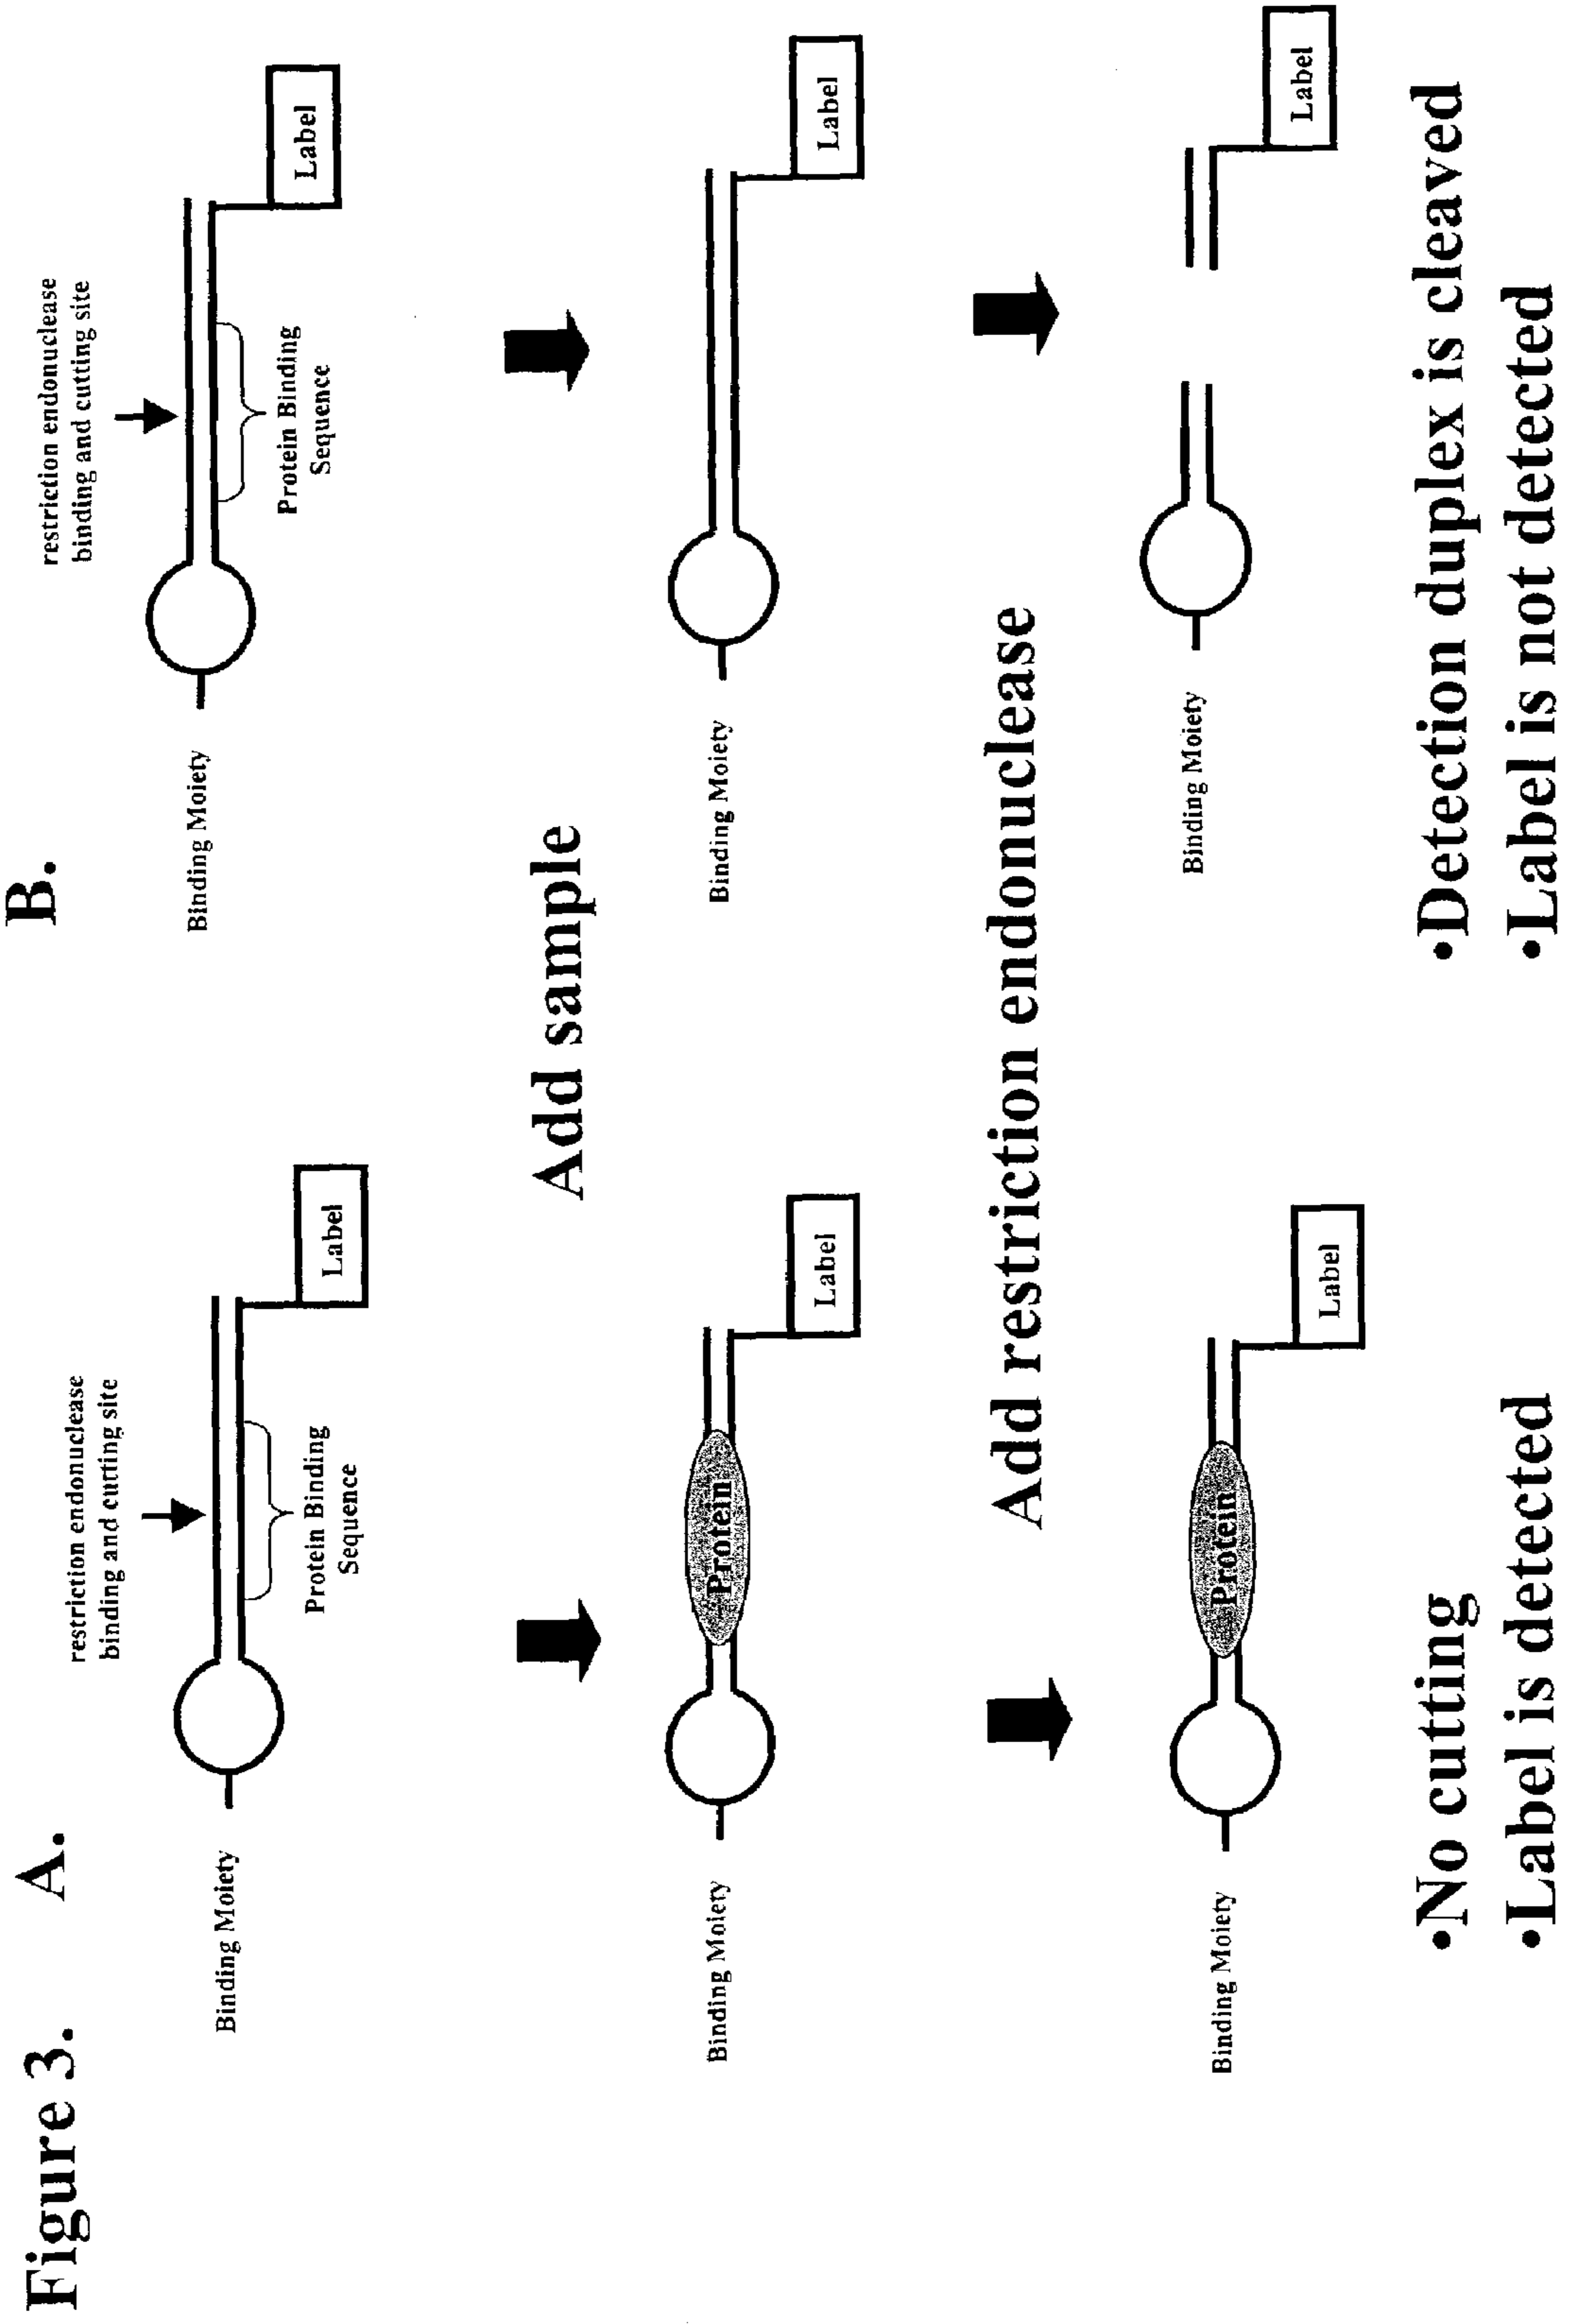 Figure 3.
A.
B.
restriction endonuclease
binding and cutting site
Binding Moiety
Protein Binding
Sequence
Label
restriction endonuclease
binding and cutting site
Binding Moiety
Protein Binding
Sequence
Label
Add sample
Binding Moiety
Protein
Label
Binding Moiety
Label
Add restriction endonuclease
Binding Moiety
Protein
Label
Binding Moiety
Label
•No cutting
•Label is detected
•Detection duplex is cleaved
•Label is not detected